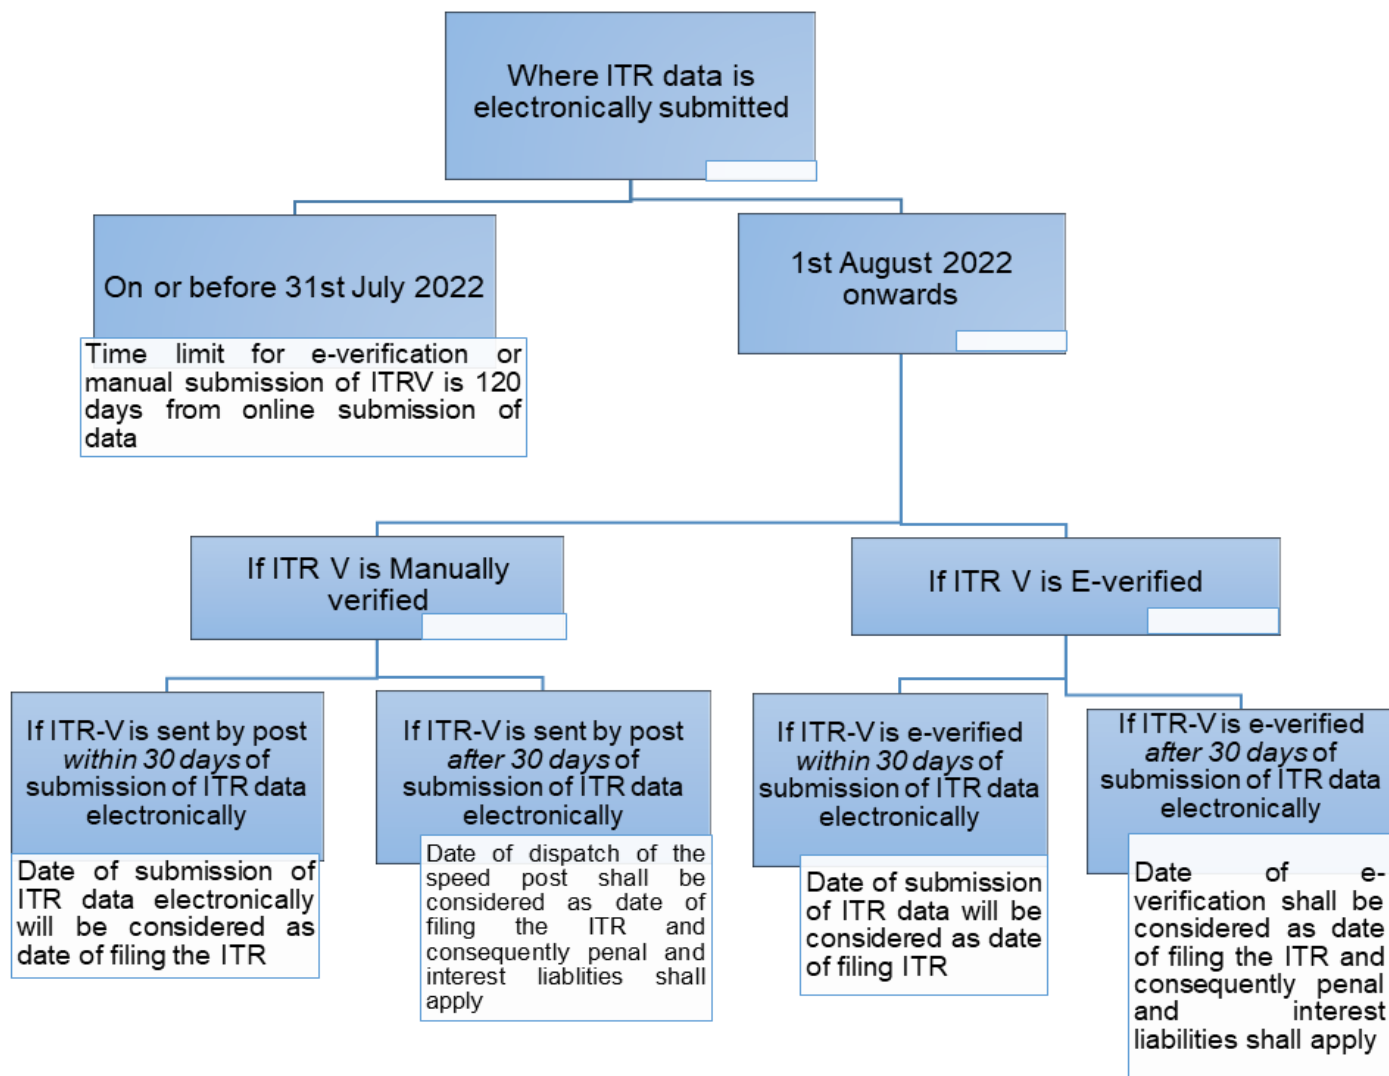 Where ITR data is
electronically submitted
On or before 31st July 2022
Time limit for e-verification or
manual submission of ITRV is 120
days from online submission of
data
1st August 2022
onwards
If ITR V is Manually
verified
If ITR V is E-verified
If ITR-V is sent by post
within 30 days of
submission of ITR data
electronically
Date of submission of
ITR data electronically
will be considered as
date of filing the ITR
If ITR-V is sent by post
after 30 days of
submission of ITR data
electronically
Date of dispatch of the
speed post shall be
considered as date of
filing the ITR and
consequently penal and
interest liablities shall
apply
If ITR-V is e-verified
within 30 days of
submission of ITR data
electronically
Date of submission
of ITR data will be
considered as date
of filing ITR
If ITR-V is e-verified
after 30 days of
submission of ITR data
electronically
Date of e-
verification shall be
considered as date
of filing the ITR and
consequently penal
and interest
liabilities shall apply